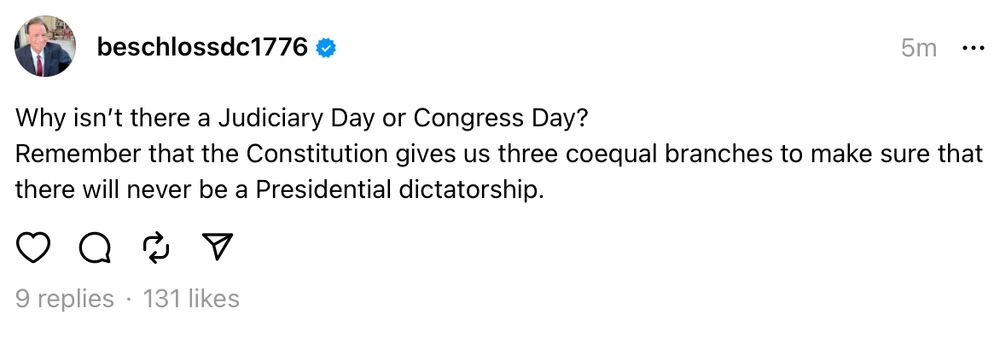 beschlossdc1776
5m
Why isn’t there a Judiciary Day or Congress Day?
Remember that the Constitution gives us three coequal branches to make sure that
there will never be a Presidential dictatorship.
9 replies · 131 likes